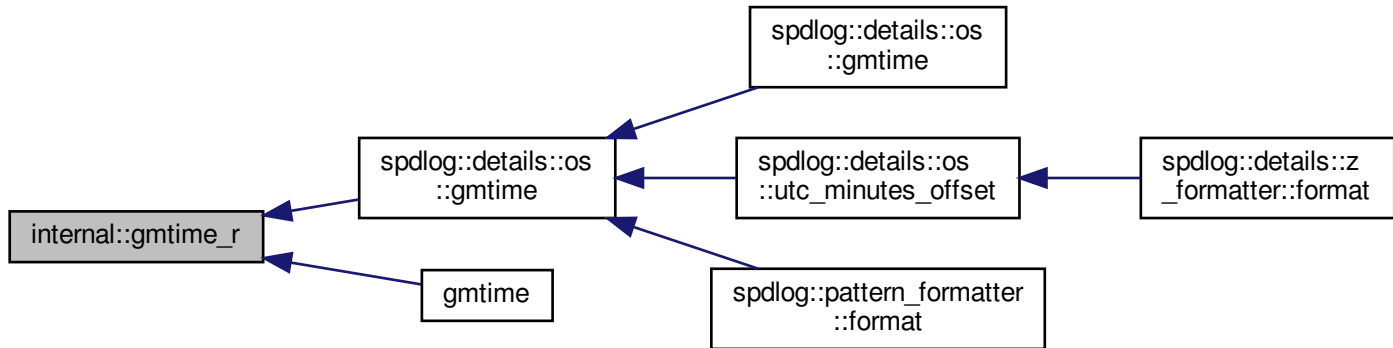 internal::gmtime_r
spdlog::details::os
::gmtime
gmtime
spdlog::details::os
::gmtime
spdlog::details::os
::utc_minutes_offset
spdlog::pattern_formatter
::format
spdlog::details::z
_formatter::format